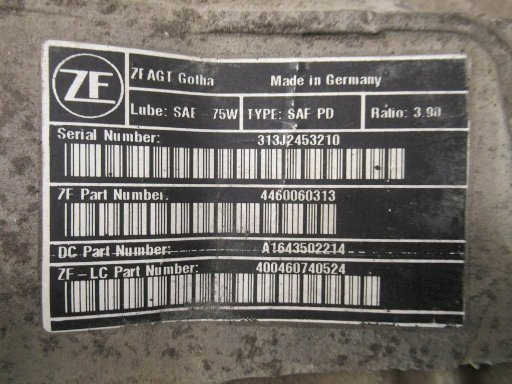 ZF
ZF AGT Gotha Made in Germany
Lube: SAE 75W TYPE: SAF PD Ratio: 3.90
Serial Number: 313J2453210
ZF Part Number: 4460060313
DC Part Number: A1643502214
ZF-LC Part Number: 400460740524